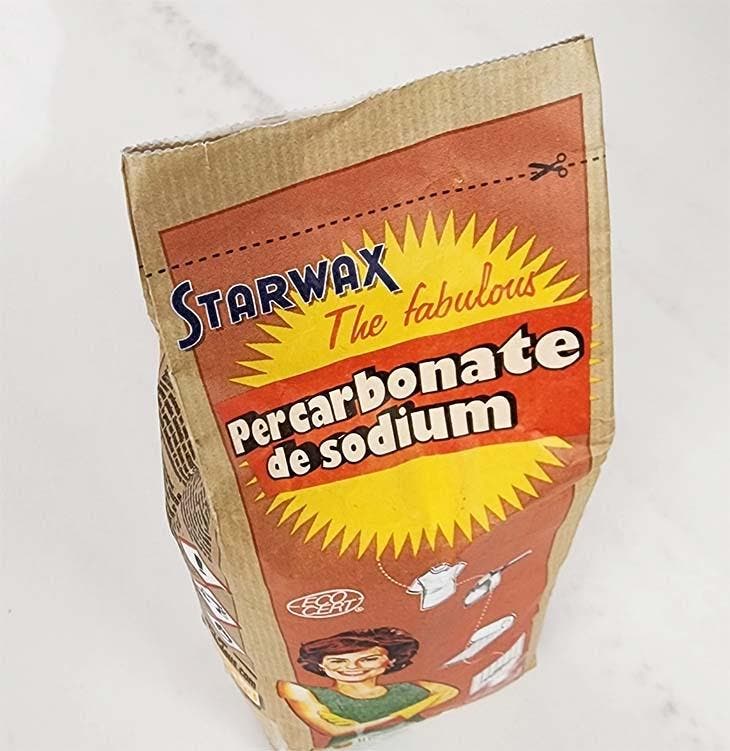 STARWAX
The fabulous
Percarbonate
de sodium
ECO
CERT